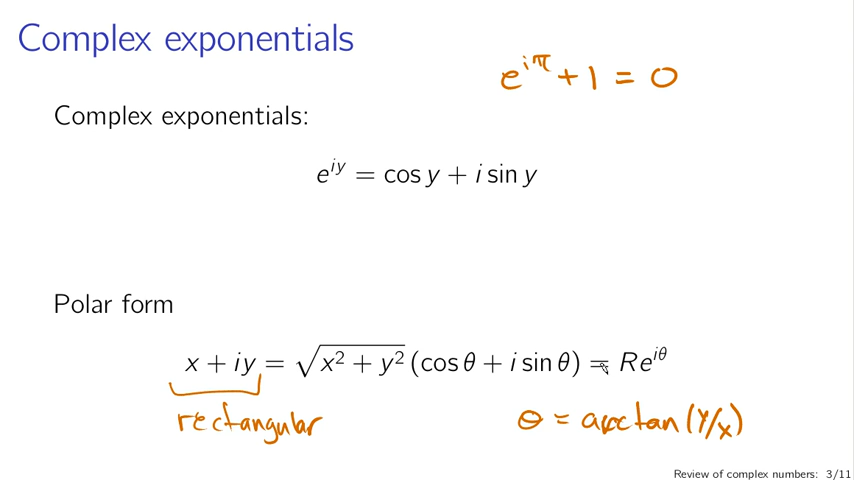 Complex exponentials
e^{iπ} + 1 = 0
Complex exponentials:
e^{iy} = cos y + i sin y
Polar form
x + iy = √(x² + y²) (cos θ + i sin θ) = Re^{iθ}
rectangular
θ = arctan(y/x)
Review of complex numbers: 3/11